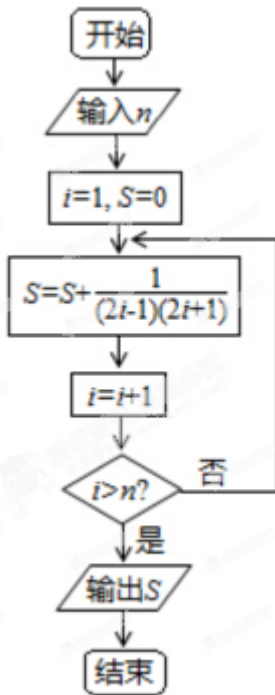 开始
输入n
i=1, S=0
S=S+\frac{1}{(2i-1)(2i+1)}
i=i+1
i>n?
否
是
输出S
结束